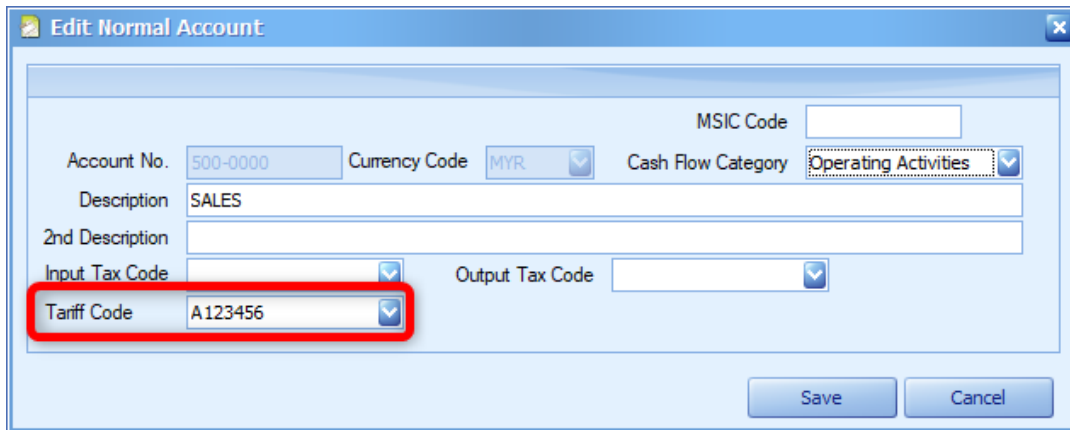 Edit Normal Account
MSIC Code
Account No. 500-0000 Currency Code MYR Cash Flow Category Operating Activities
Description SALES
2nd Description
Input Tax Code Output Tax Code
Tariff Code A123456
Save Cancel